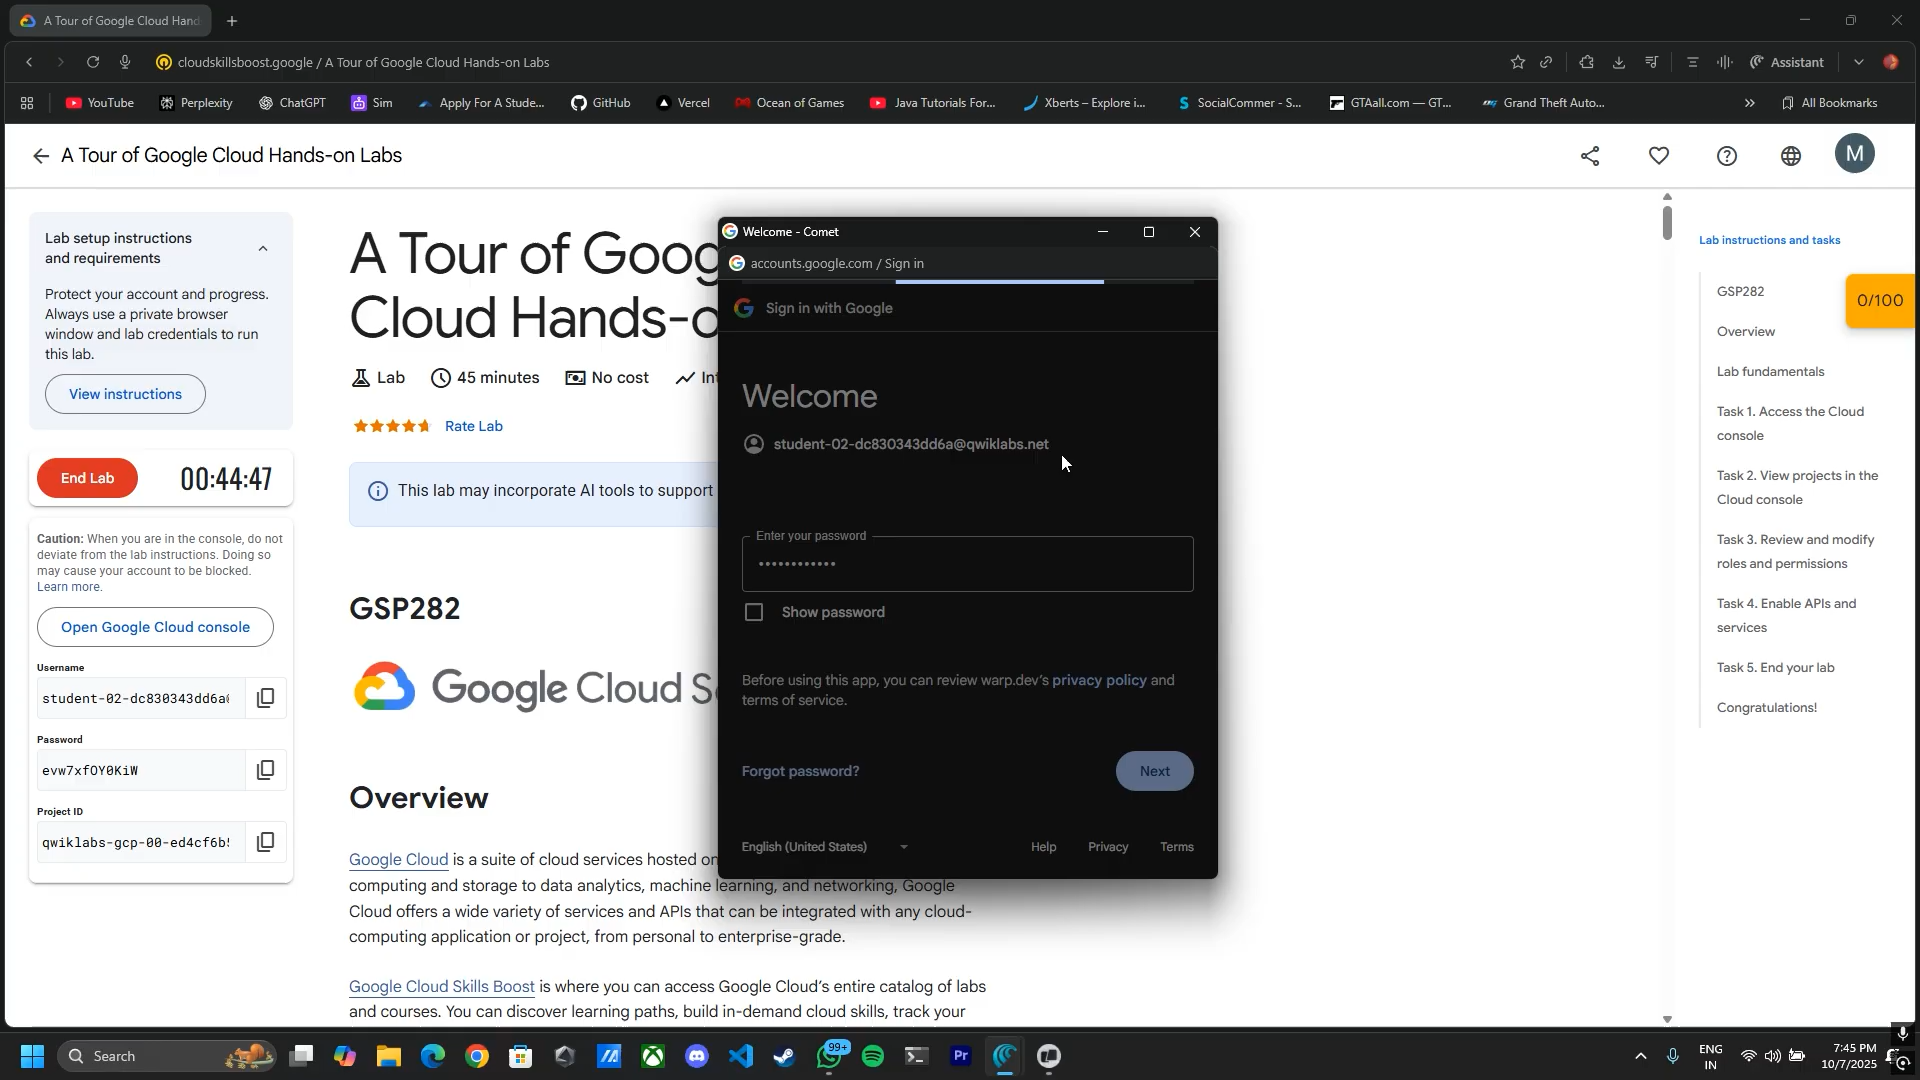 A Tour of Google Cloud Hand
cloudskillsboost.google / A Tour of Google Cloud Hands-on Labs
Assistant
YouTube
Perplexity
ChatGPT
Sim
Apply For A Stude...
GitHub
Vercel
Ocean of Games
Java Tutorials For...
Xberts – Explore i...
SocialCommer - S...
GTAall.com — GT...
Grand Theft Auto...
All Bookmarks
A Tour of Google Cloud Hands-on Labs
M
Lab setup instructions
and requirements
Protect your account and progress.
Always use a private browser
window and lab credentials to run
this lab.
View instructions
End Lab
00:44:47
Caution: When you are in the console, do not
deviate from the lab instructions. Doing so
may cause your account to be blocked.
Learn more.
Open Google Cloud console
Username
student-02-dc830343dd6a
Password
evw7xfOY0KiW
Project ID
qwiklabs-gcp-00-ed4cf6b
A Tour of Goog
Cloud Hands-o
Lab
45 minutes
No cost
Int
Rate Lab
This lab may incorporate AI tools to support
GSP282
Google Cloud S
Overview
Google Cloud is a suite of cloud services hosted on
computing and storage to data analytics, machine learning, and networking, Google
Cloud offers a wide variety of services and APIs that can be integrated with any cloud-
computing application or project, from personal to enterprise-grade.
Google Cloud Skills Boost is where you can access Google Cloud's entire catalog of labs
and courses. You can discover learning paths, build in-demand cloud skills, track your
Welcome - Comet
accounts.google.com / Sign in
Sign in with Google
Welcome
student-02-dc830343dd6a@qwiklabs.net
Enter your password
••••••••••••
Show password
Before using this app, you can review warp.dev's privacy policy and
terms of service.
Forgot password?
Next
English (United States)
Help
Privacy
Terms
Lab instructions and tasks
GSP282
0/100
Overview
Lab fundamentals
Task 1. Access the Cloud
console
Task 2. View projects in the
Cloud console
Task 3. Review and modify
roles and permissions
Task 4. Enable APIs and
services
Task 5. End your lab
Congratulations!
Search
99+
Pr
ENG
IN
7:45 PM
10/7/2025